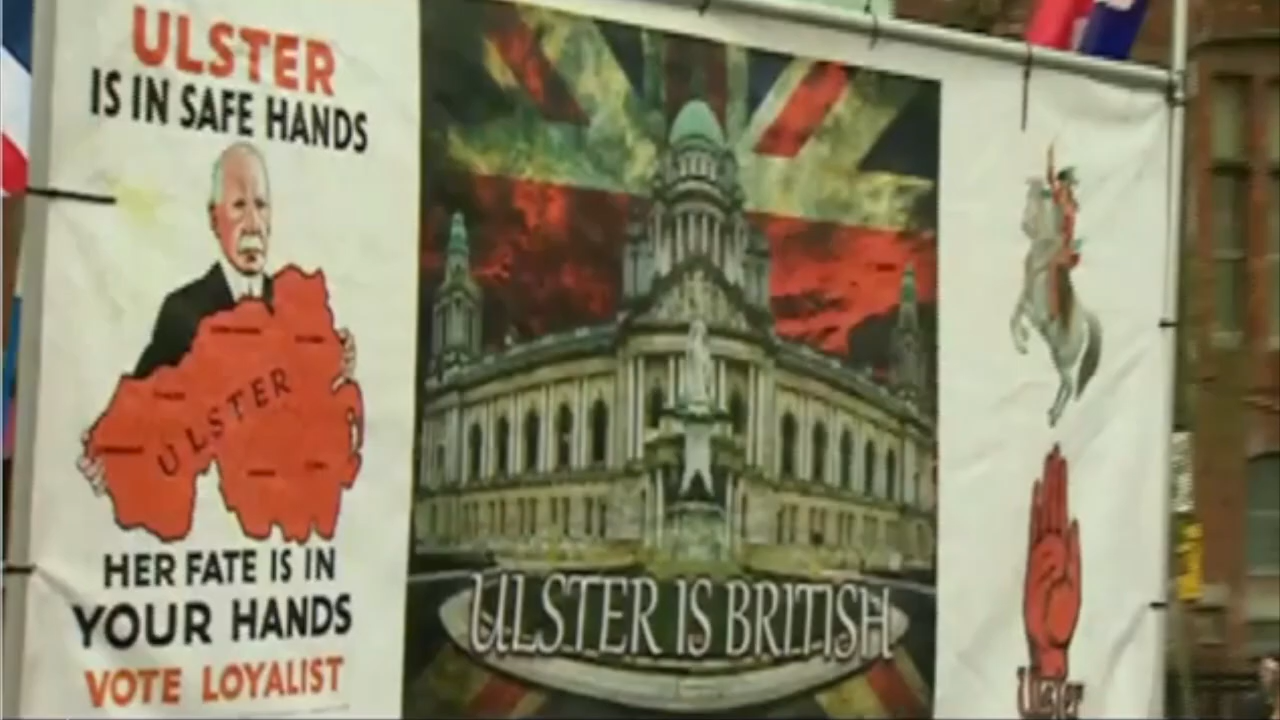 ULSTER
IS IN SAFE HANDS
ULSTER
HER FATE IS IN
YOUR HANDS
VOTE LOYALIST
ULSTER IS BRITISH
Ulster